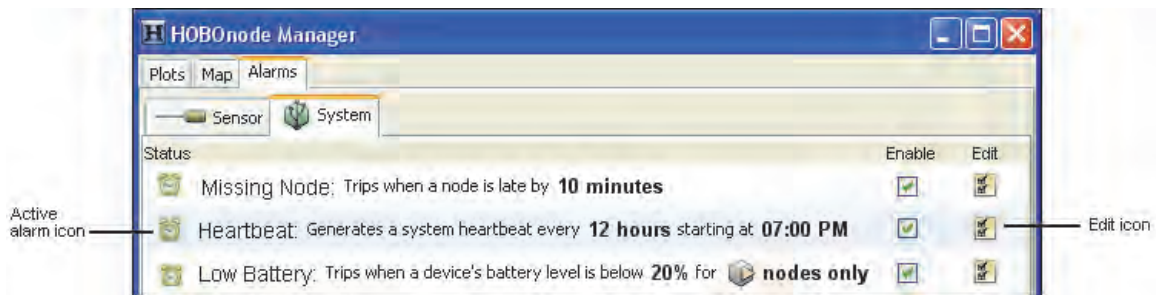 HOBOnode Manager
Plots Map Alarms
Sensor System
Status Enable Edit
Missing Node: Trips when a node is late by 10 minutes
Active
alarm icon
Heartbeat: Generates a system heartbeat every 12 hours starting at 07:00 PM
Edit icon
Low Battery: Trips when a device's battery level is below 20% for nodes only